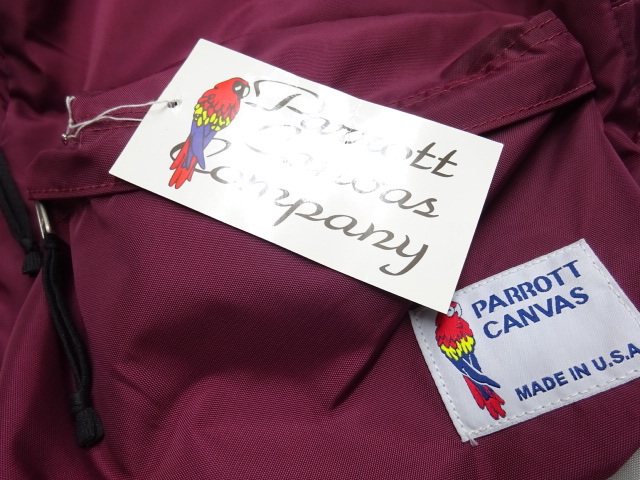 Parrott
Canvas
Company
PARROTT
CANVAS
MADE IN U.S.A